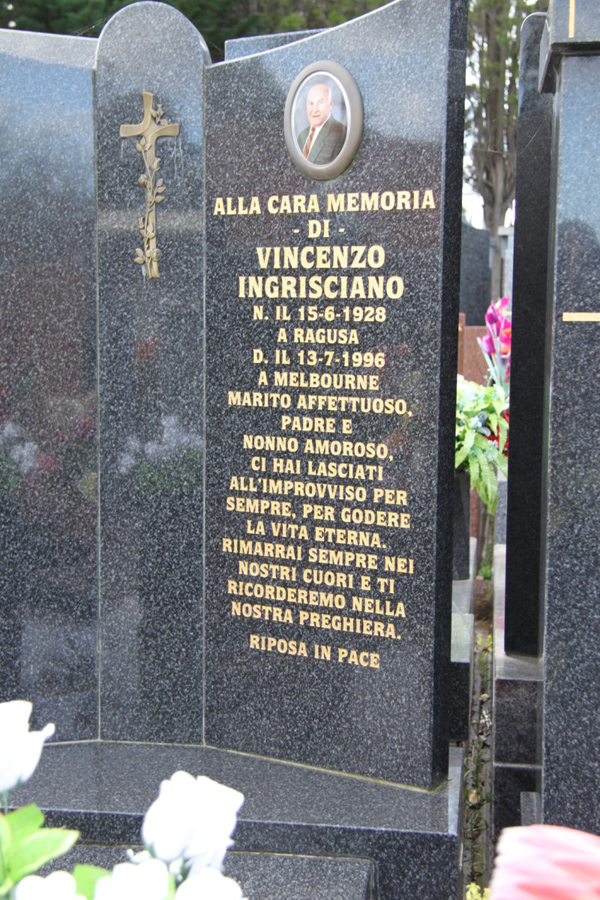 ALLA CARA MEMORIA
- DI -
VINCENZO
INGRISCIANO
N. IL 15-6-1928
A RAGUSA
D. IL 13-7-1996
A MELBOURNE
MARITO AFFETTUOSO,
PADRE E
NONNO AMOROSO,
CI HAI LASCIATI
ALL'IMPROVVISO PER
SEMPRE, PER GODERE
LA VITA ETERNA.
RIMARRAI SEMPRE NEI
NOSTRI CUORI E TI
RICORDEREMO NELLA
NOSTRA PREGHIERA.
RIPOSA IN PACE